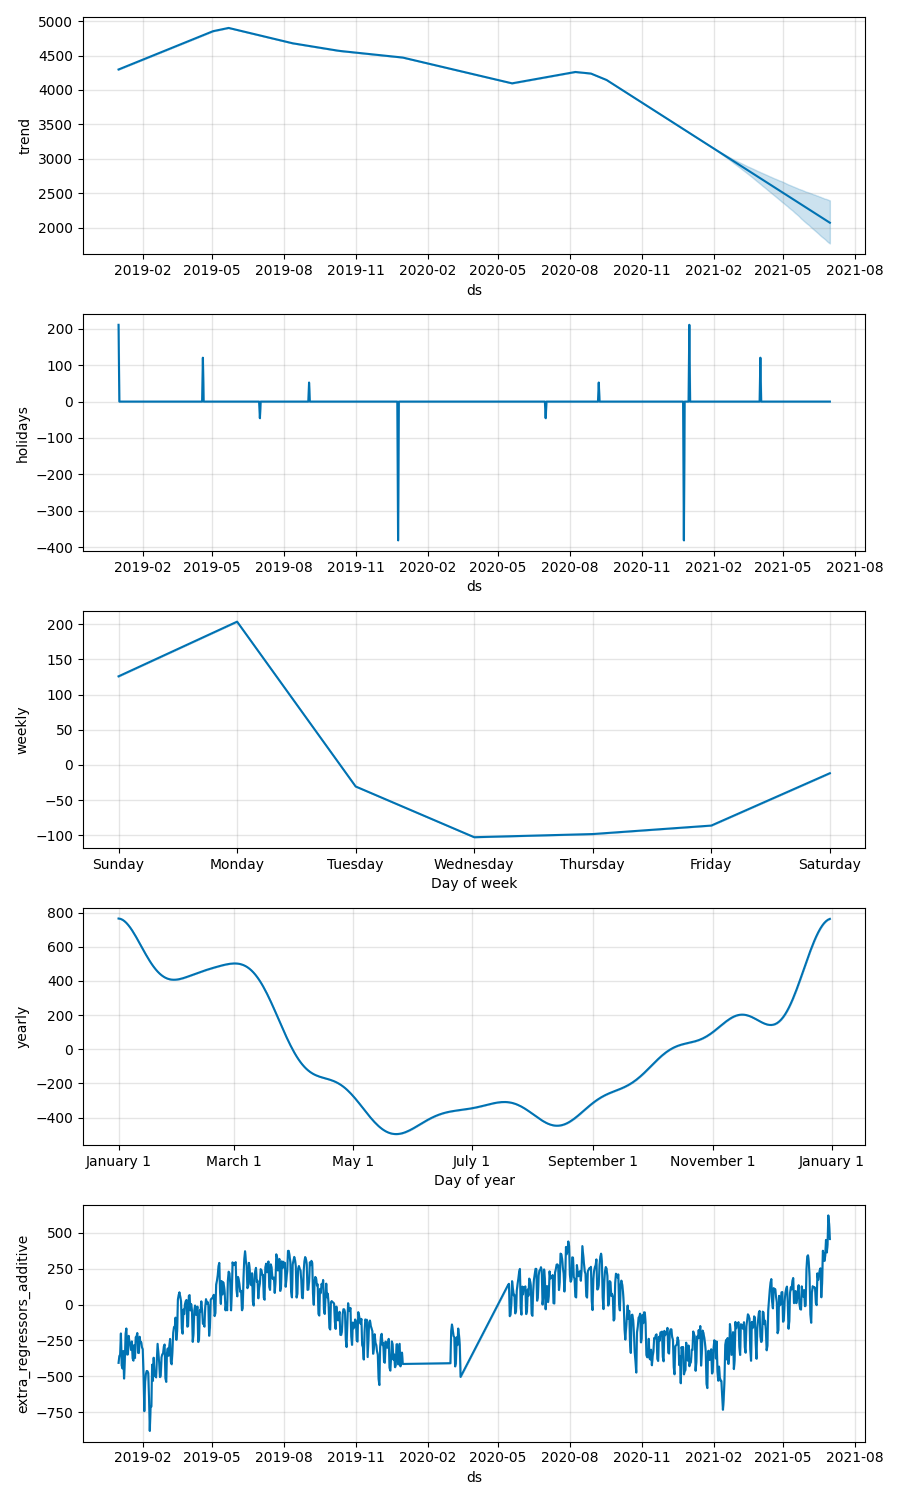 5000
4500
4000
3500
3000
2500
2000
trend
2019-02 2019-05 2019-08 2019-11 2020-02 2020-05 2020-08 2020-11 2021-02 2021-05 2021-08
ds
200
100
0
−100
−200
−300
−400
holidays
2019-02 2019-05 2019-08 2019-11 2020-02 2020-05 2020-08 2020-11 2021-02 2021-05 2021-08
ds
200
150
100
50
0
−50
−100
weekly
Sunday Monday Tuesday Wednesday Thursday Friday Saturday
Day of week
800
600
400
200
0
−200
−400
yearly
January 1 March 1 May 1 July 1 September 1 November 1 January 1
Day of year
500
250
0
−250
−500
−750
extra_regressors_additive
2019-02 2019-05 2019-08 2019-11 2020-02 2020-05 2020-08 2020-11 2021-02 2021-05 2021-08
ds